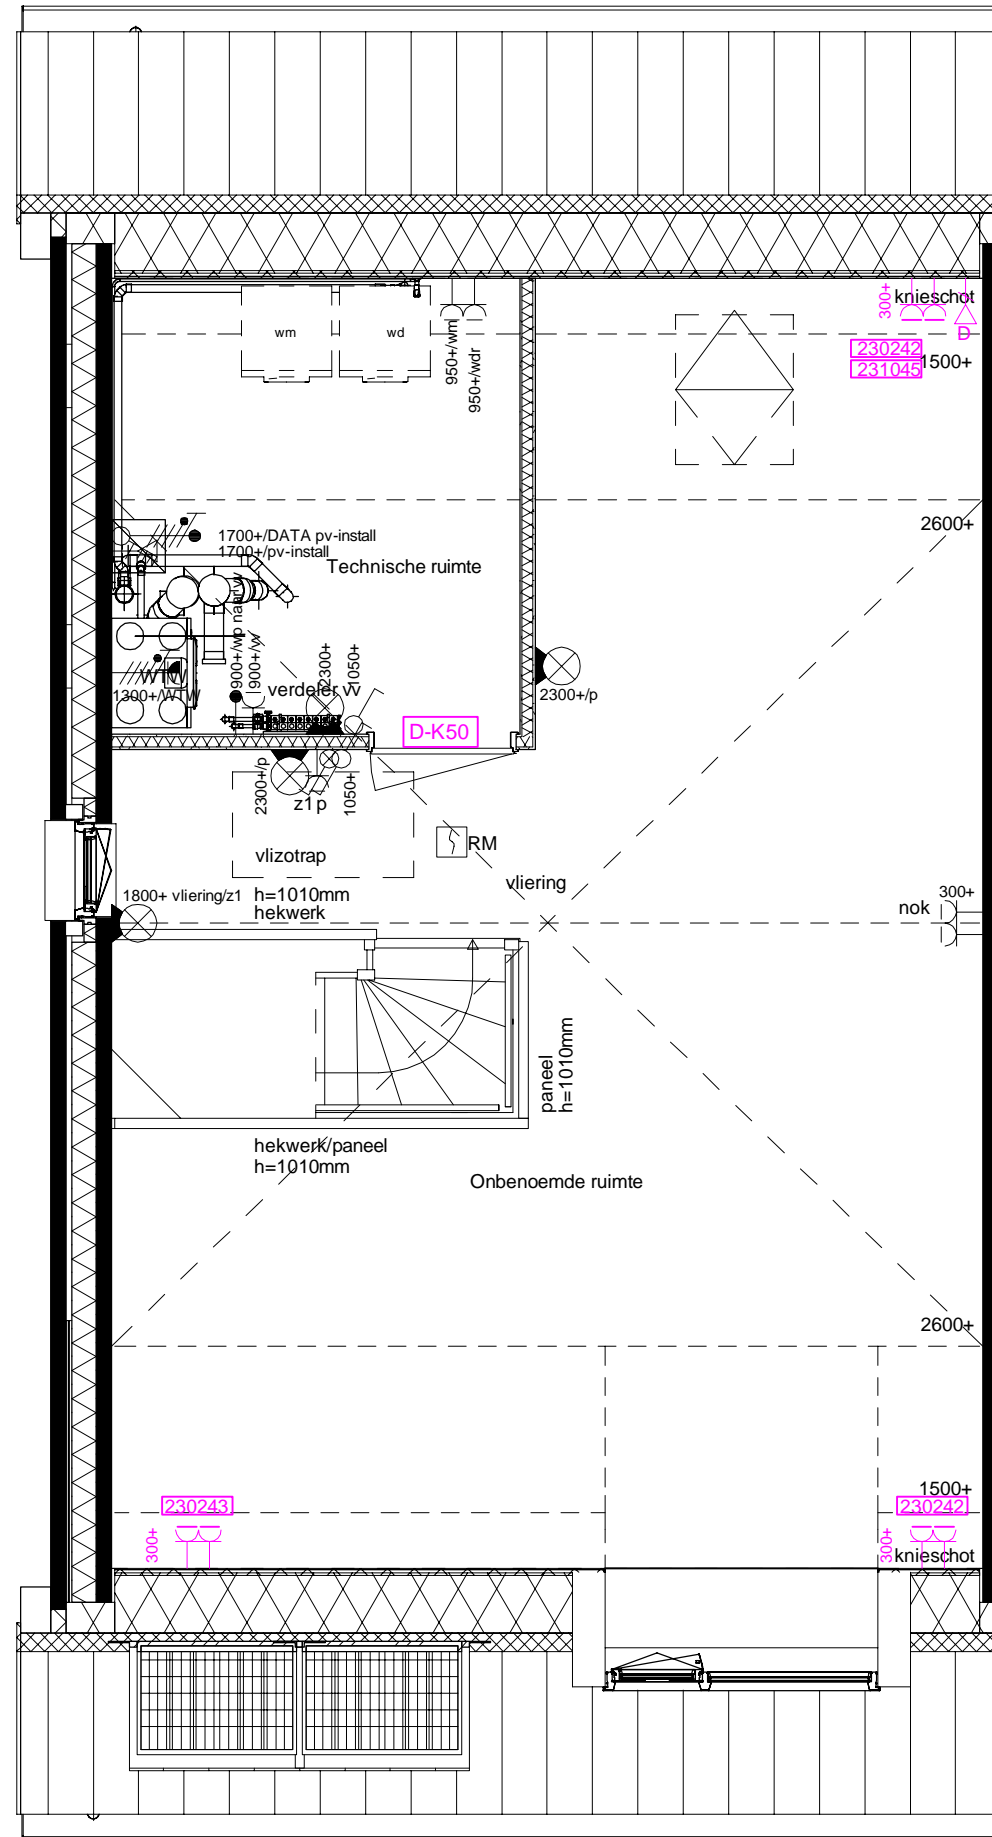 300+
knieschot
D
230242
231045
1500+
wm
wd
950+/wm
950+/wdr
2600+
1700+/DATA pv-install
1700+/pv-install
Technische ruimte
900+/wp naar vv
900+/vv
WTW
1300+/WTW
verdeler vv
2300+
1050+
2300+/p
D-K50
2300+/p
z1
p
1050+
RM
vlizotrap
vliering
1800+ vliering/z1
h=1010mm
hekwerk
300+
nok
paneel
h=1010mm
hekwerk/paneel
h=1010mm
Onbenoemde ruimte
2600+
1500+
230243
230242
300+
300+
knieschot